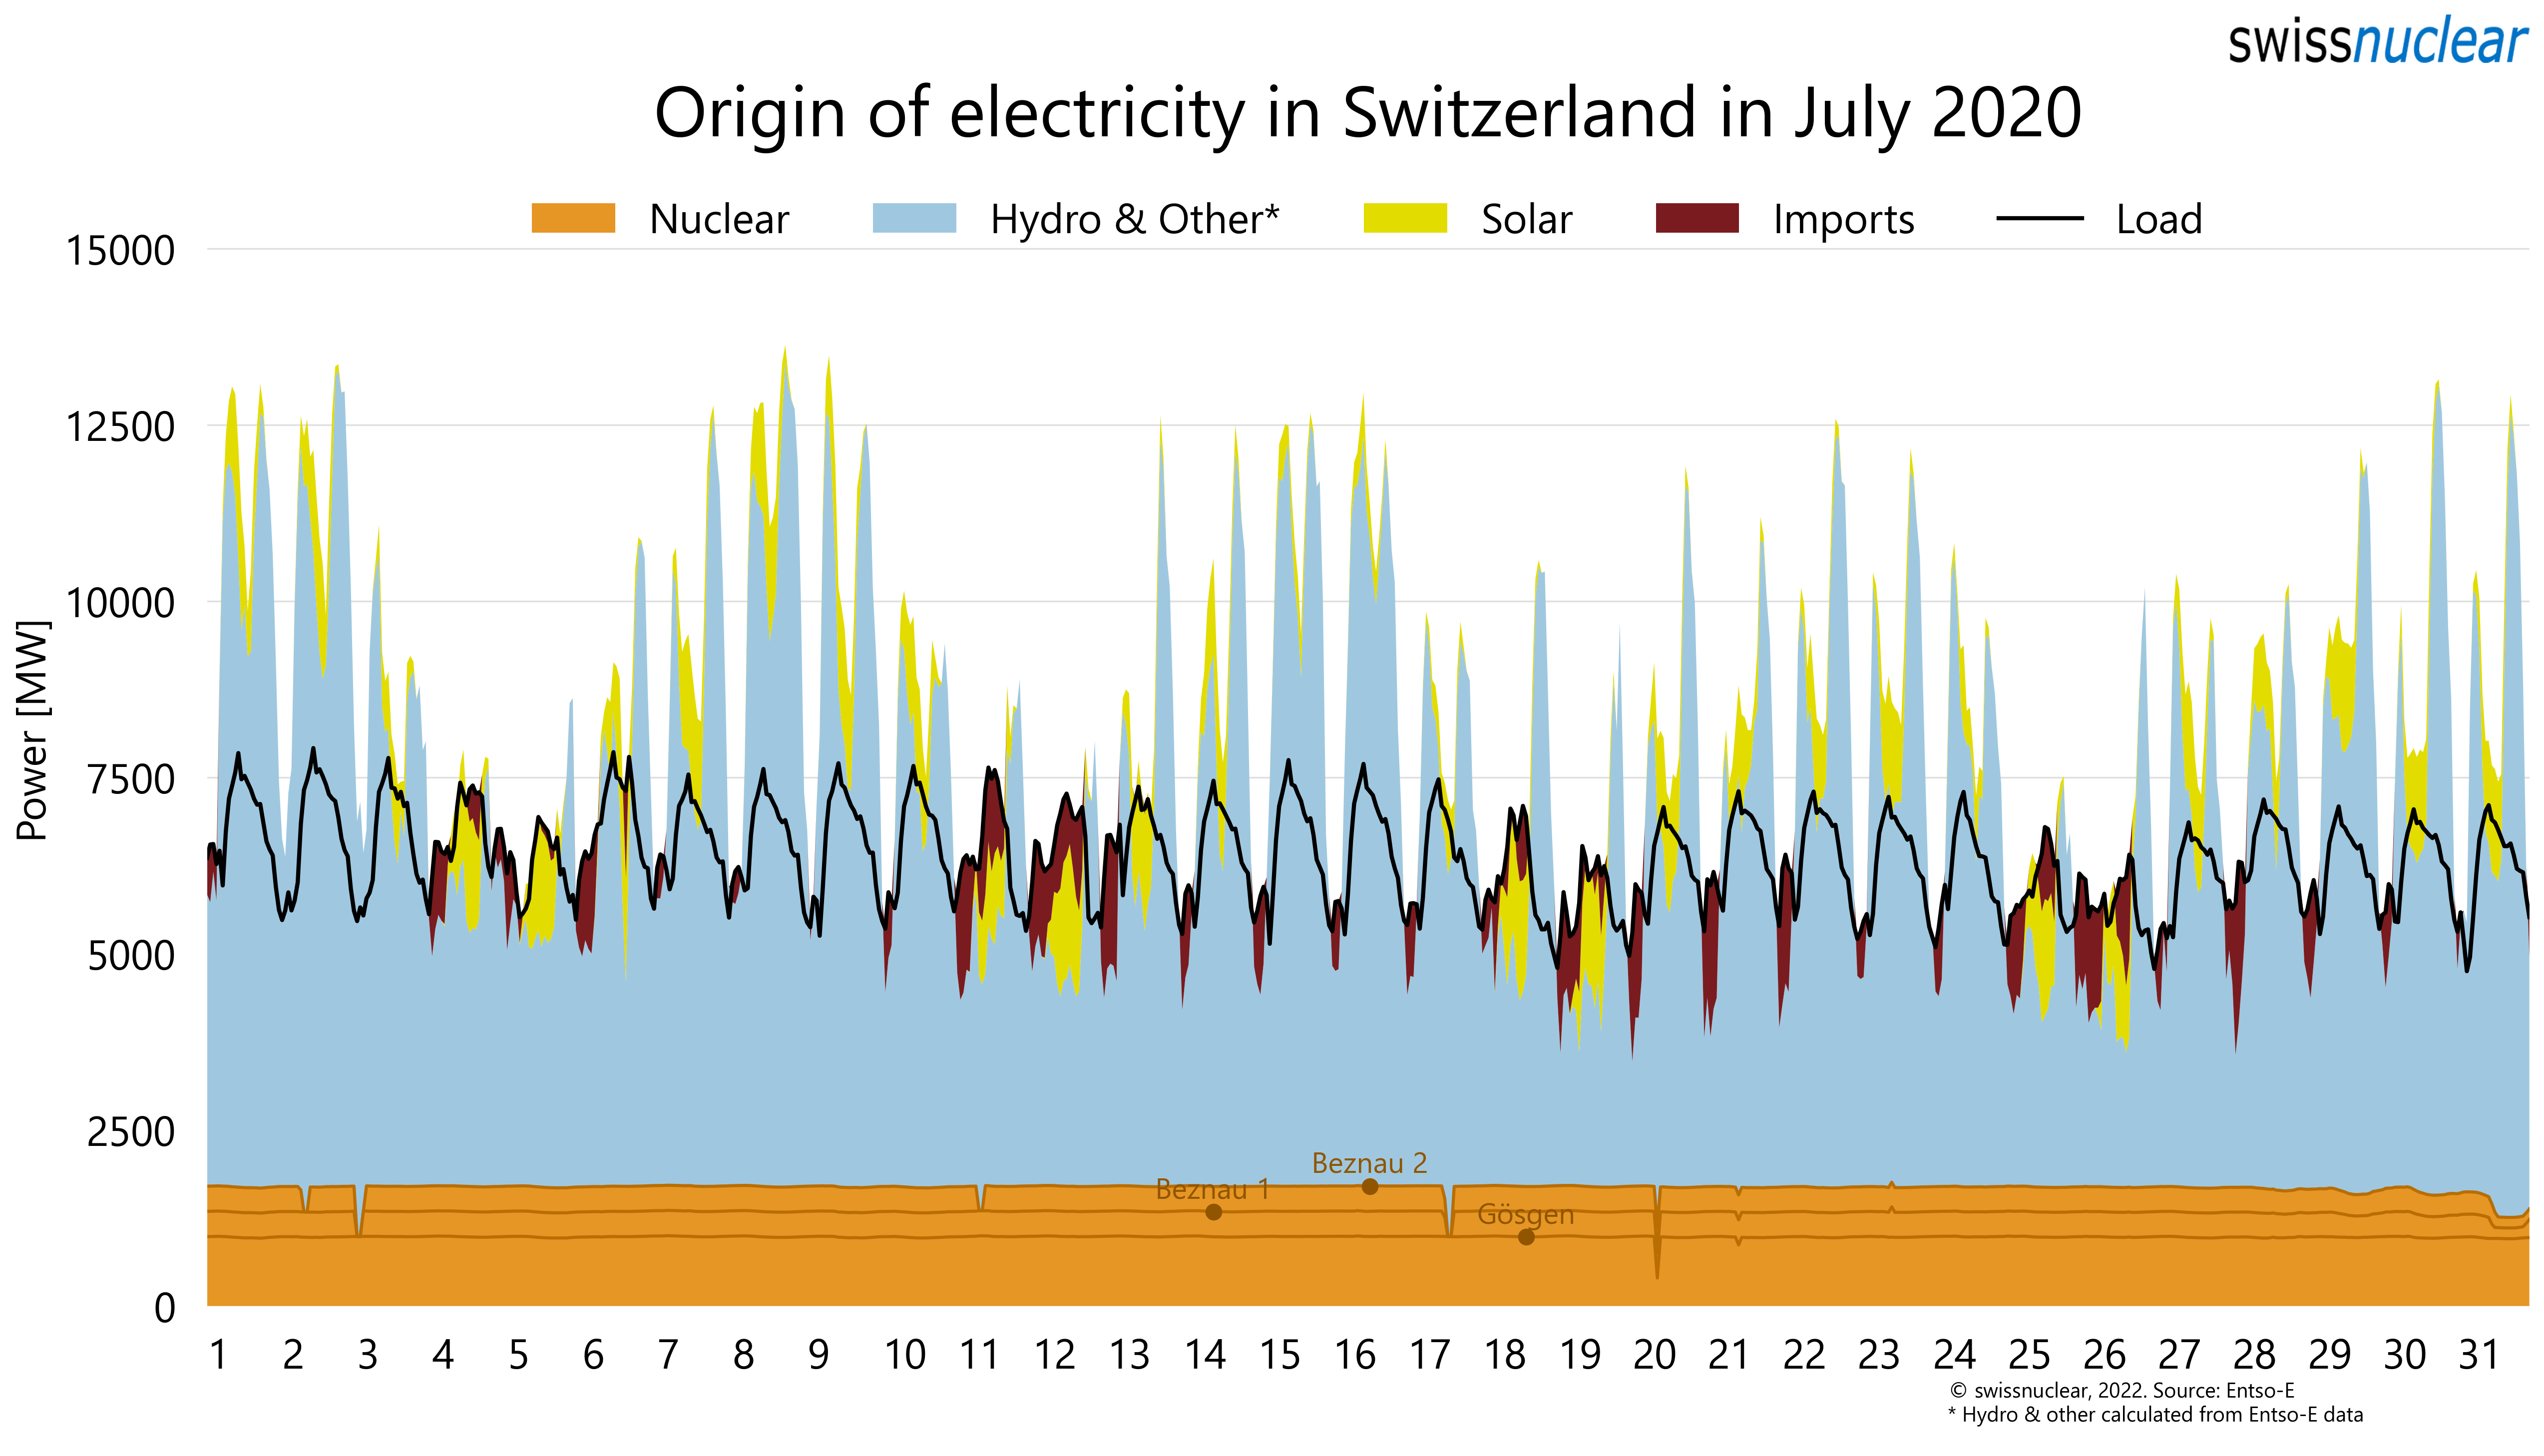 swissnuclear
Origin of electricity in Switzerland in July 2020
Nuclear Hydro & Other* Solar Imports Load
15000
12500
10000
7500
5000
2500
0
Power [MW]
Beznau 2
Beznau 1
Gösgen
1 2 3 4 5 6 7 8 9 10 11 12 13 14 15 16 17 18 19 20 21 22 23 24 25 26 27 28 29 30 31
© swissnuclear, 2022. Source: Entso-E
* Hydro & other calculated from Entso-E data